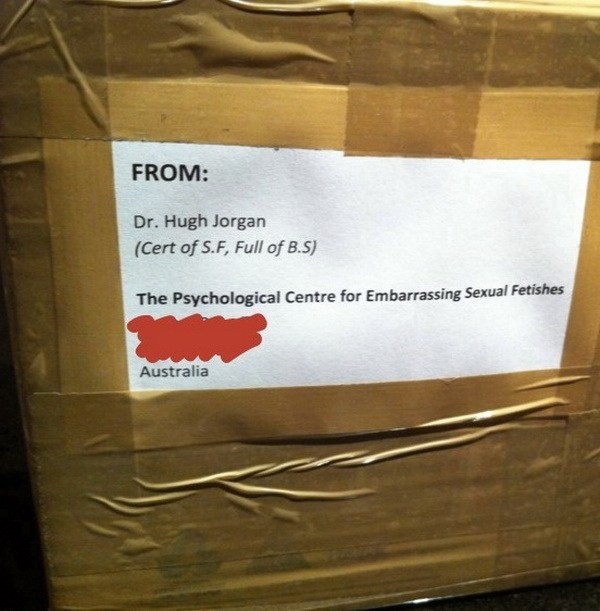 FROM:
Dr. Hugh Jorgan
(Cert of S.F, Full of B.S)
The Psychological Centre for Embarrassing Sexual Fetishes
Australia